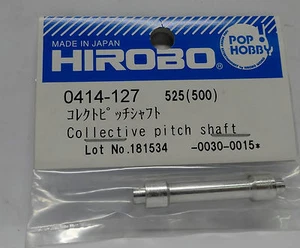 POP
HOBBY!
MADE IN JAPAN
HIROBO
0414-127 525(500)
コレクトピッチシャフト
Collective pitch shaft
Lot No.181534 -0030-0015*